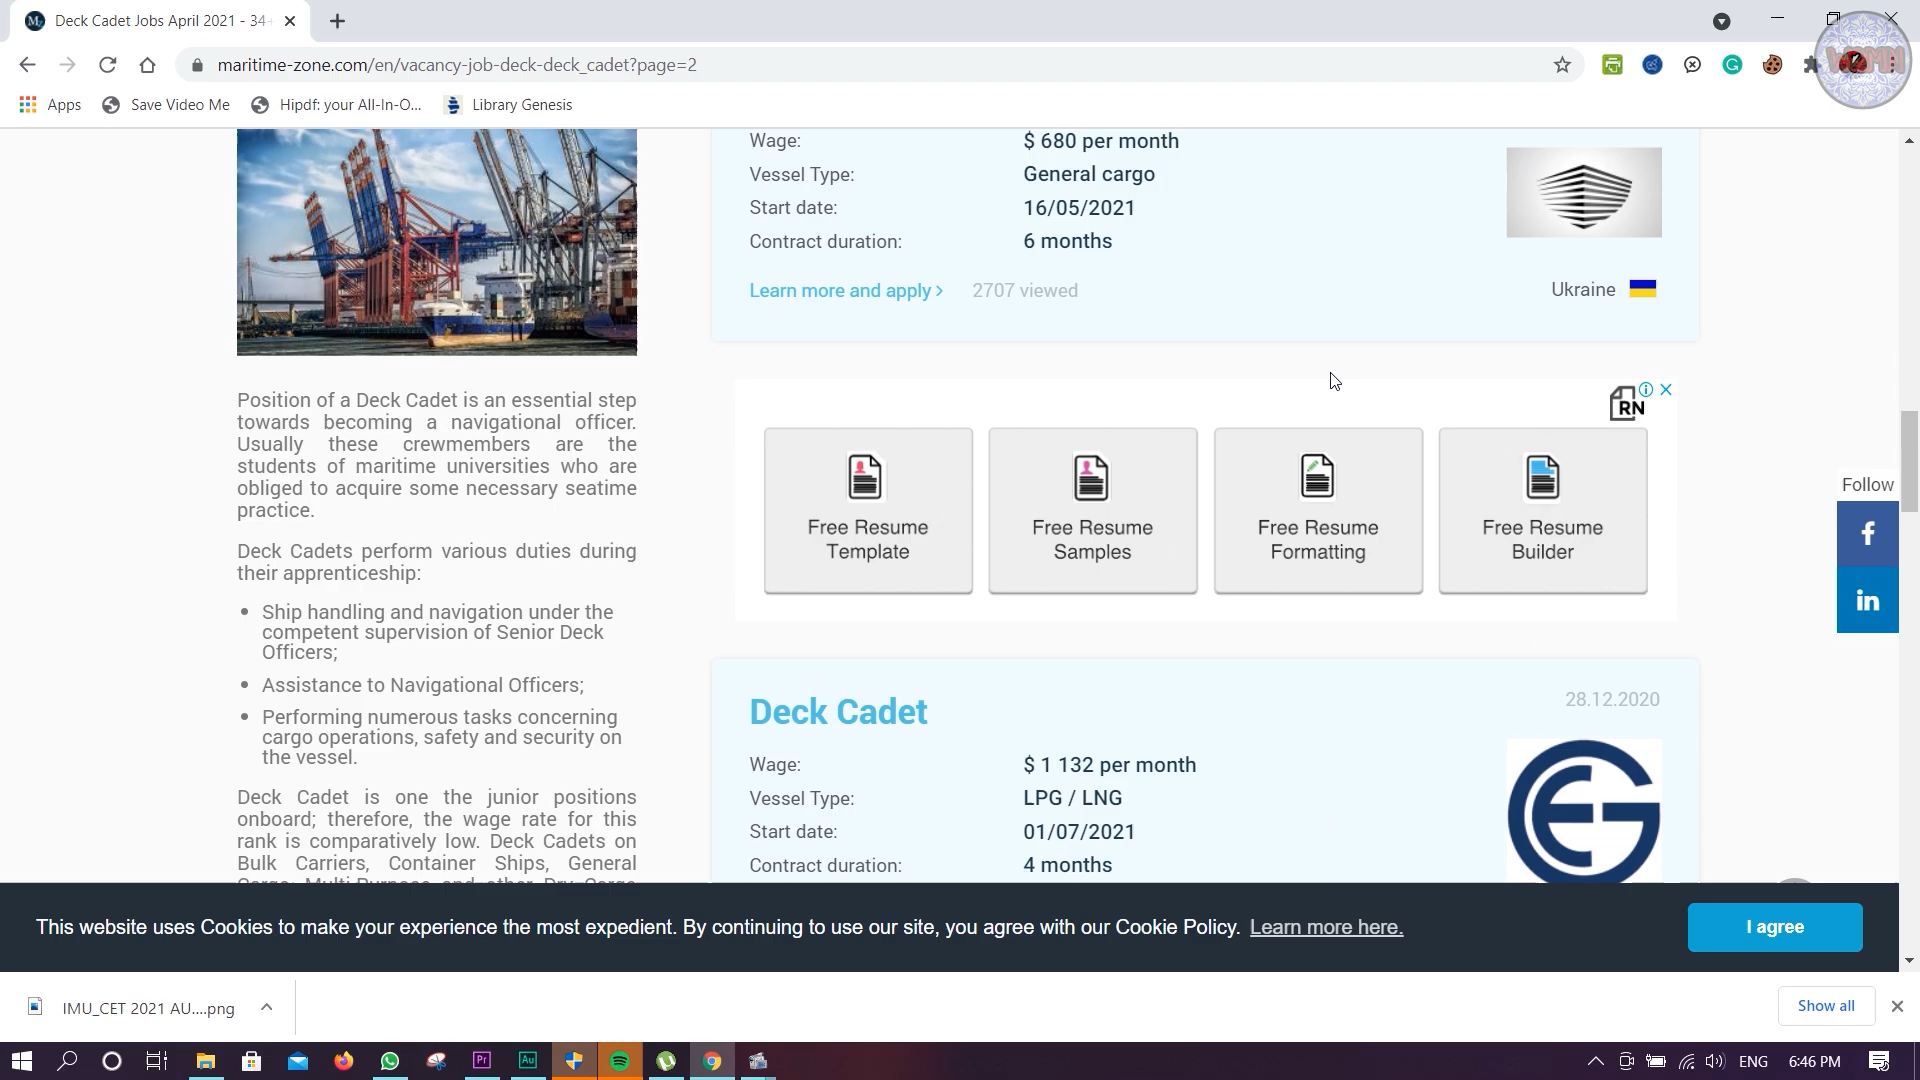 Deck Cadet Jobs April 2021 - 34+
maritime-zone.com/en/vacancy-job-deck-deck_cadet?page=2
Apps Save Video Me Hipdf: your All-In-O... Library Genesis
Wage: $ 680 per month
Vessel Type: General cargo
Start date: 16/05/2021
Contract duration: 6 months
Learn more and apply > 2707 viewed
Ukraine
Position of a Deck Cadet is an essential step
towards becoming a navigational officer.
Usually these crewmembers are the
students of maritime universities who are
obliged to acquire some necessary seatime
practice.
Deck Cadets perform various duties during
their apprenticeship:
• Ship handling and navigation under the
competent supervision of Senior Deck
Officers;
• Assistance to Navigational Officers;
• Performing numerous tasks concerning
cargo operations, safety and security on
the vessel.
Deck Cadet is one the junior positions
onboard; therefore, the wage rate for this
rank is comparatively low. Deck Cadets on
Bulk Carriers, Container Ships, General
RN
Free Resume
Template
Free Resume
Samples
Free Resume
Formatting
Free Resume
Builder
Follow
f
in
Deck Cadet
28.12.2020
Wage: $ 1 132 per month
Vessel Type: LPG / LNG
Start date: 01/07/2021
Contract duration: 4 months
This website uses Cookies to make your experience the most expedient. By continuing to use our site, you agree with our Cookie Policy. Learn more here.
I agree
IMU_CET 2021 AU....png
Show all
Pr
Au
ENG 6:46 PM